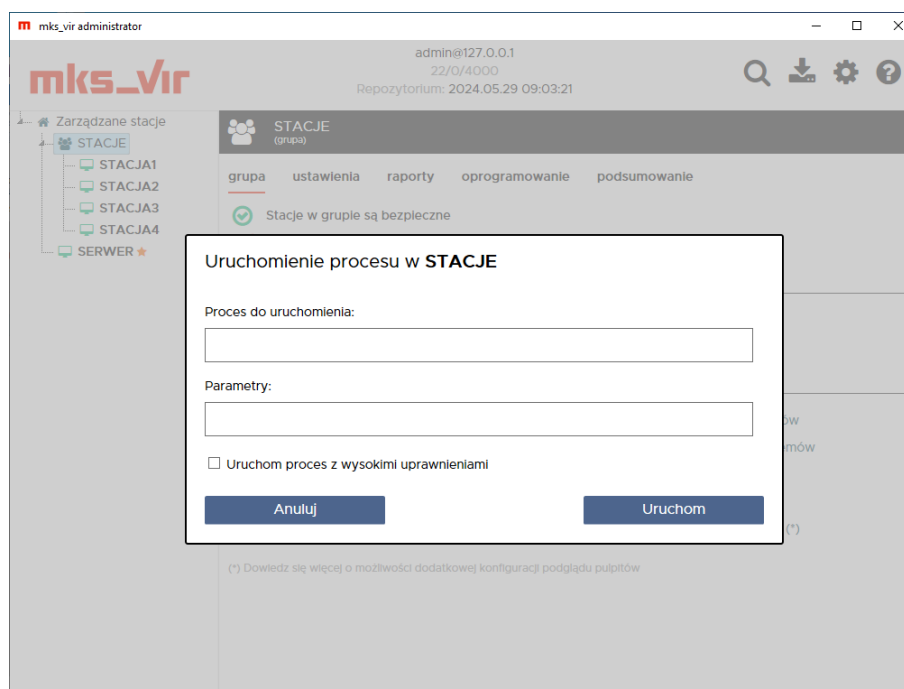 mks_vir administrator
mks_vir
admin@127.0.0.1
22/0/4000
Repozytorium: 2024.05.29 09:03:21
Zarządzane stacje
STACJE
STACJA1
STACJA2
STACJA3
STACJA4
SERWER
STACJE
(grupa)
grupa ustawienia raporty oprogramowanie podsumowanie
Stacje w grupie są bezpieczne
Uruchomienie procesu w STACJE
Proces do uruchomienia:
Parametry:
Uruchom proces z wysokimi uprawnieniami
Anuluj Uruchom
(*)
(*) Dowiedz się więcej o możliwości dodatkowej konfiguracji podglądu pulpitów